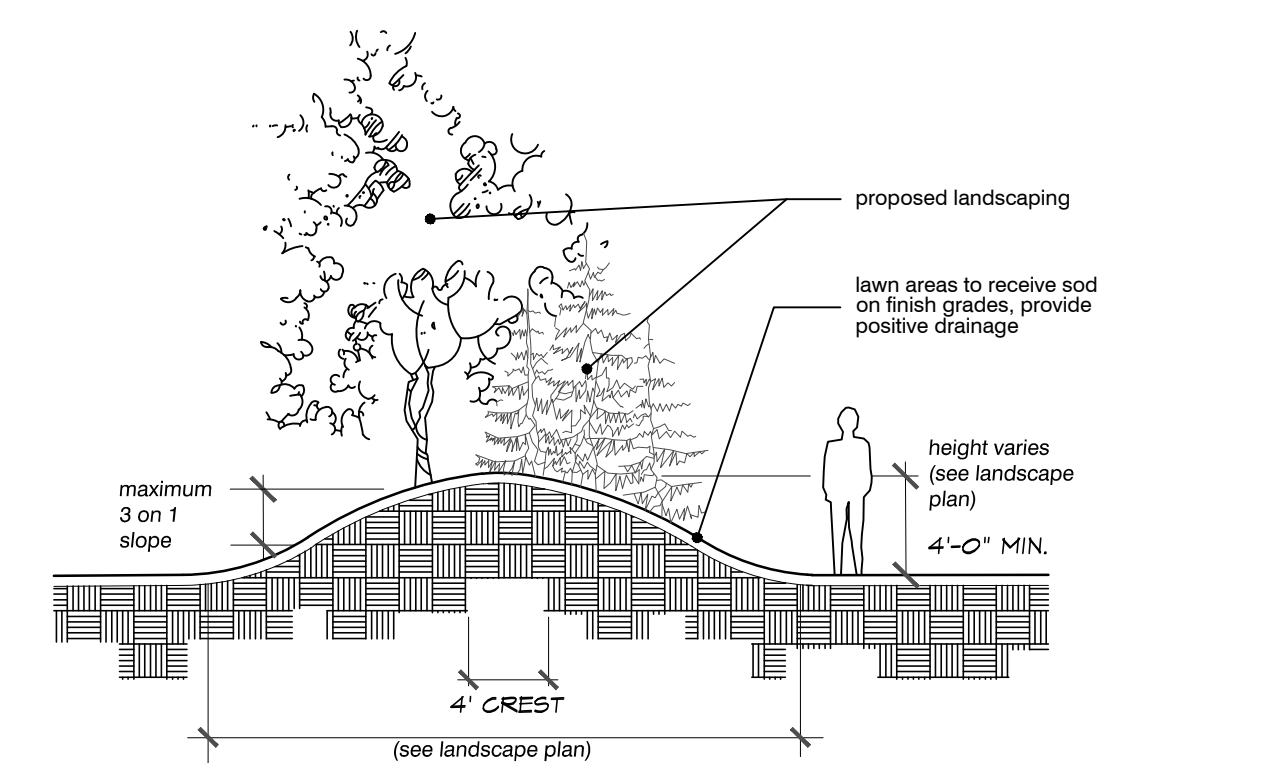 proposed landscaping
lawn areas to receive sod
on finish grades, provide
positive drainage
height varies
(see landscape
plan)
4'-0" MIN.
maximum
3 on 1
slope
4' CREST
(see landscape plan)